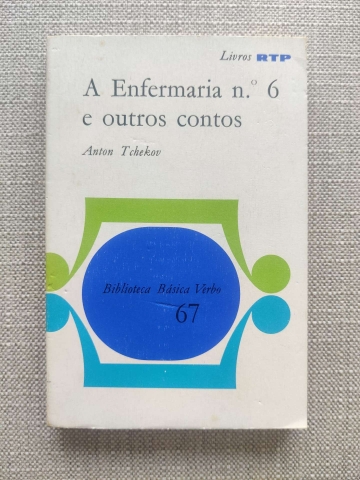 Livros RTP
A Enfermaria n.º 6
e outros contos
Anton Tchekov
Biblioteca Básica Verbo
67